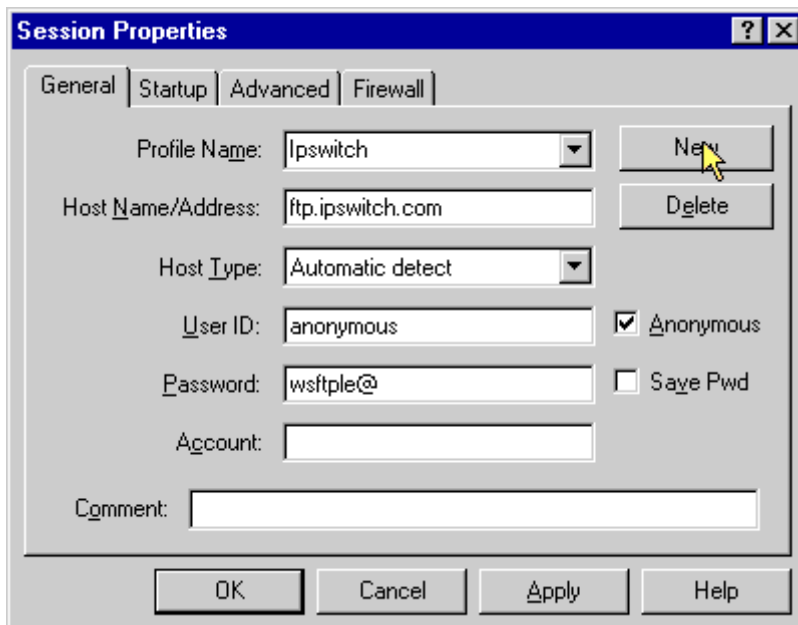 Session Properties
General Startup Advanced Firewall
Profile Name: Ipswitch New
Host Name/Address: ftp.ipswitch.com Delete
Host Type: Automatic detect
User ID: anonymous Anonymous
Password: wsftple@ Save Pwd
Account:
Comment:
OK Cancel Apply Help